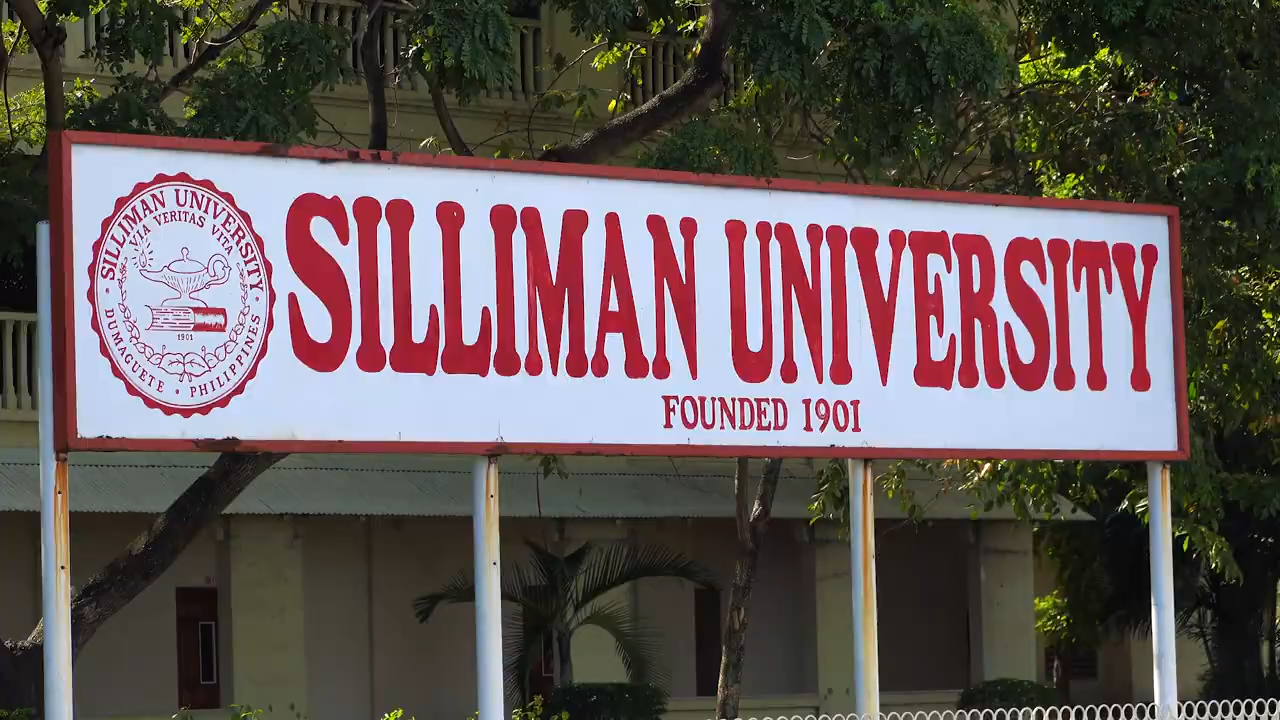 SILLIMAN UNIVERSITY
VIA VERITAS VITA
1901
DUMAGUETE • PHILIPPINES
SILLIMAN UNIVERSITY
FOUNDED 1901